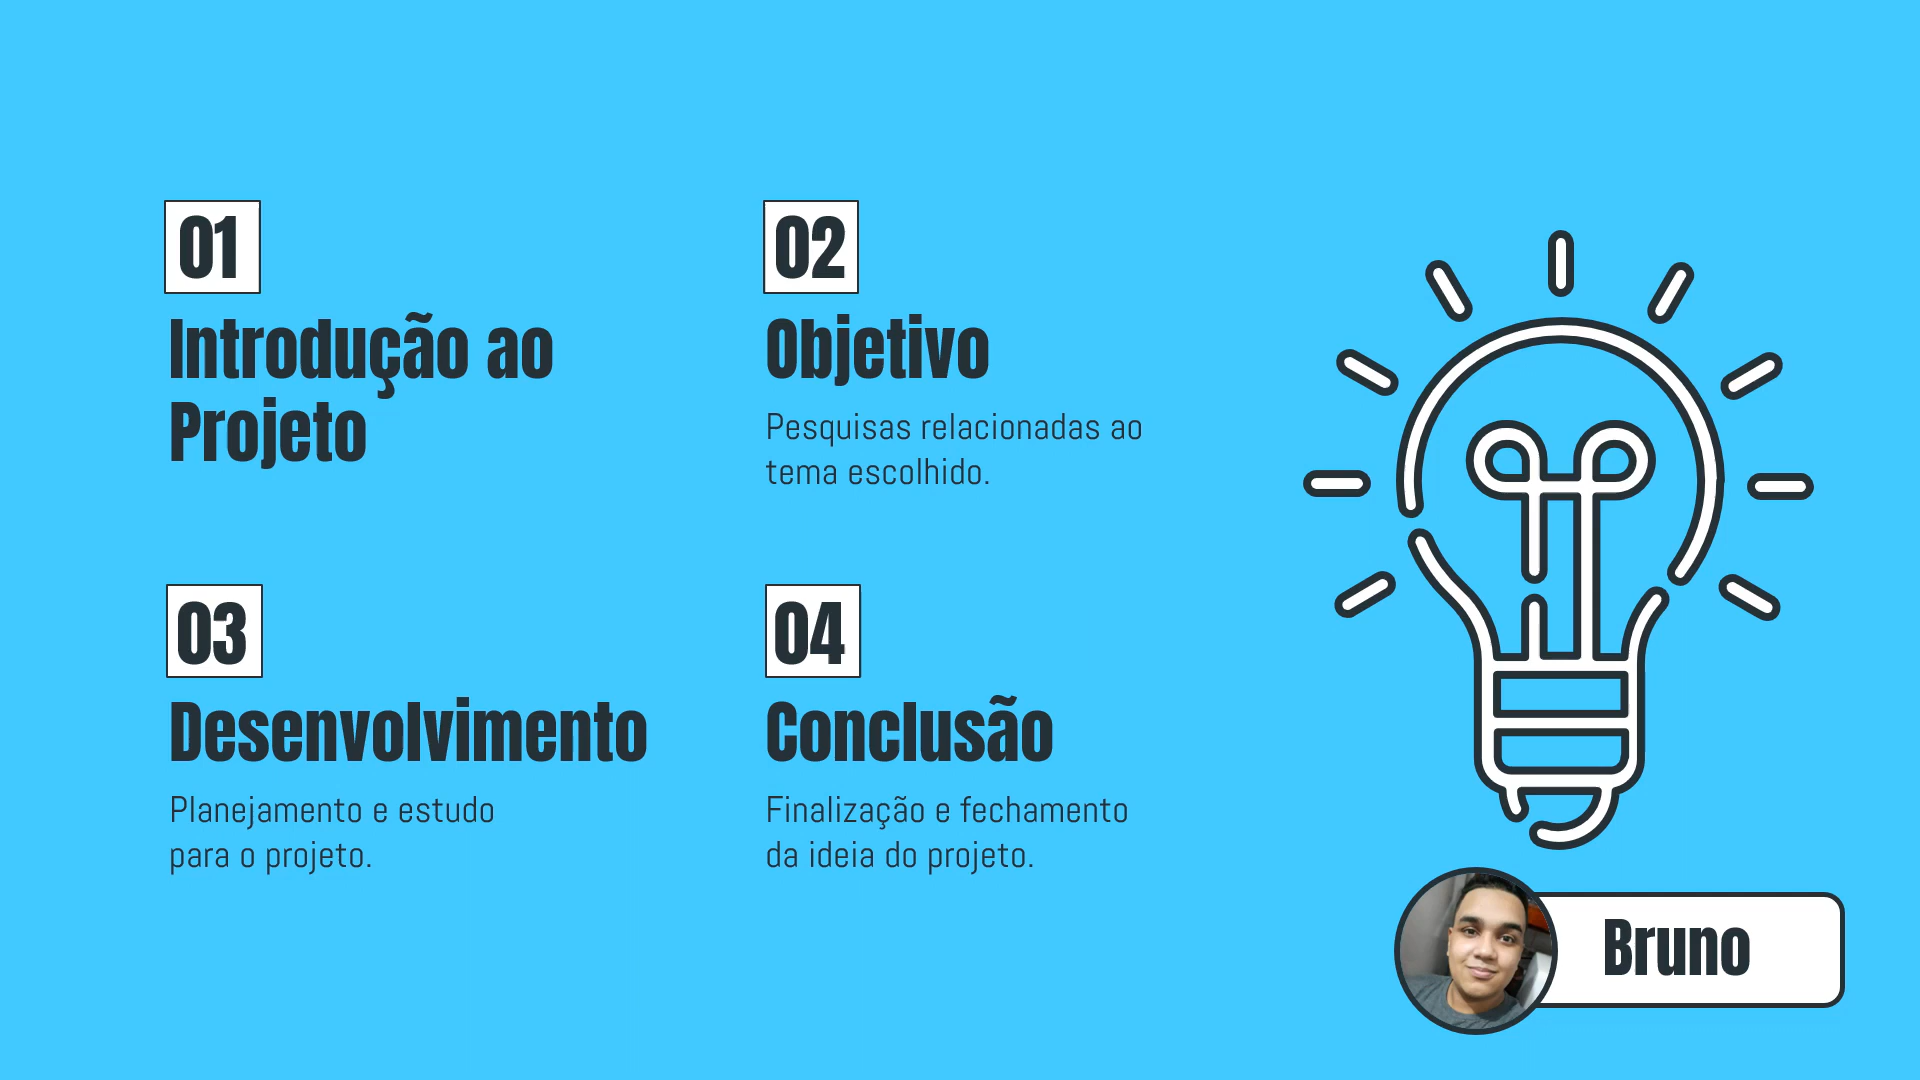 01
Introdução ao
Projeto
02
Objetivo
Pesquisas relacionadas ao
tema escolhido.
03
Desenvolvimento
Planejamento e estudo
para o projeto.
04
Conclusão
Finalização e fechamento
da ideia do projeto.
Bruno